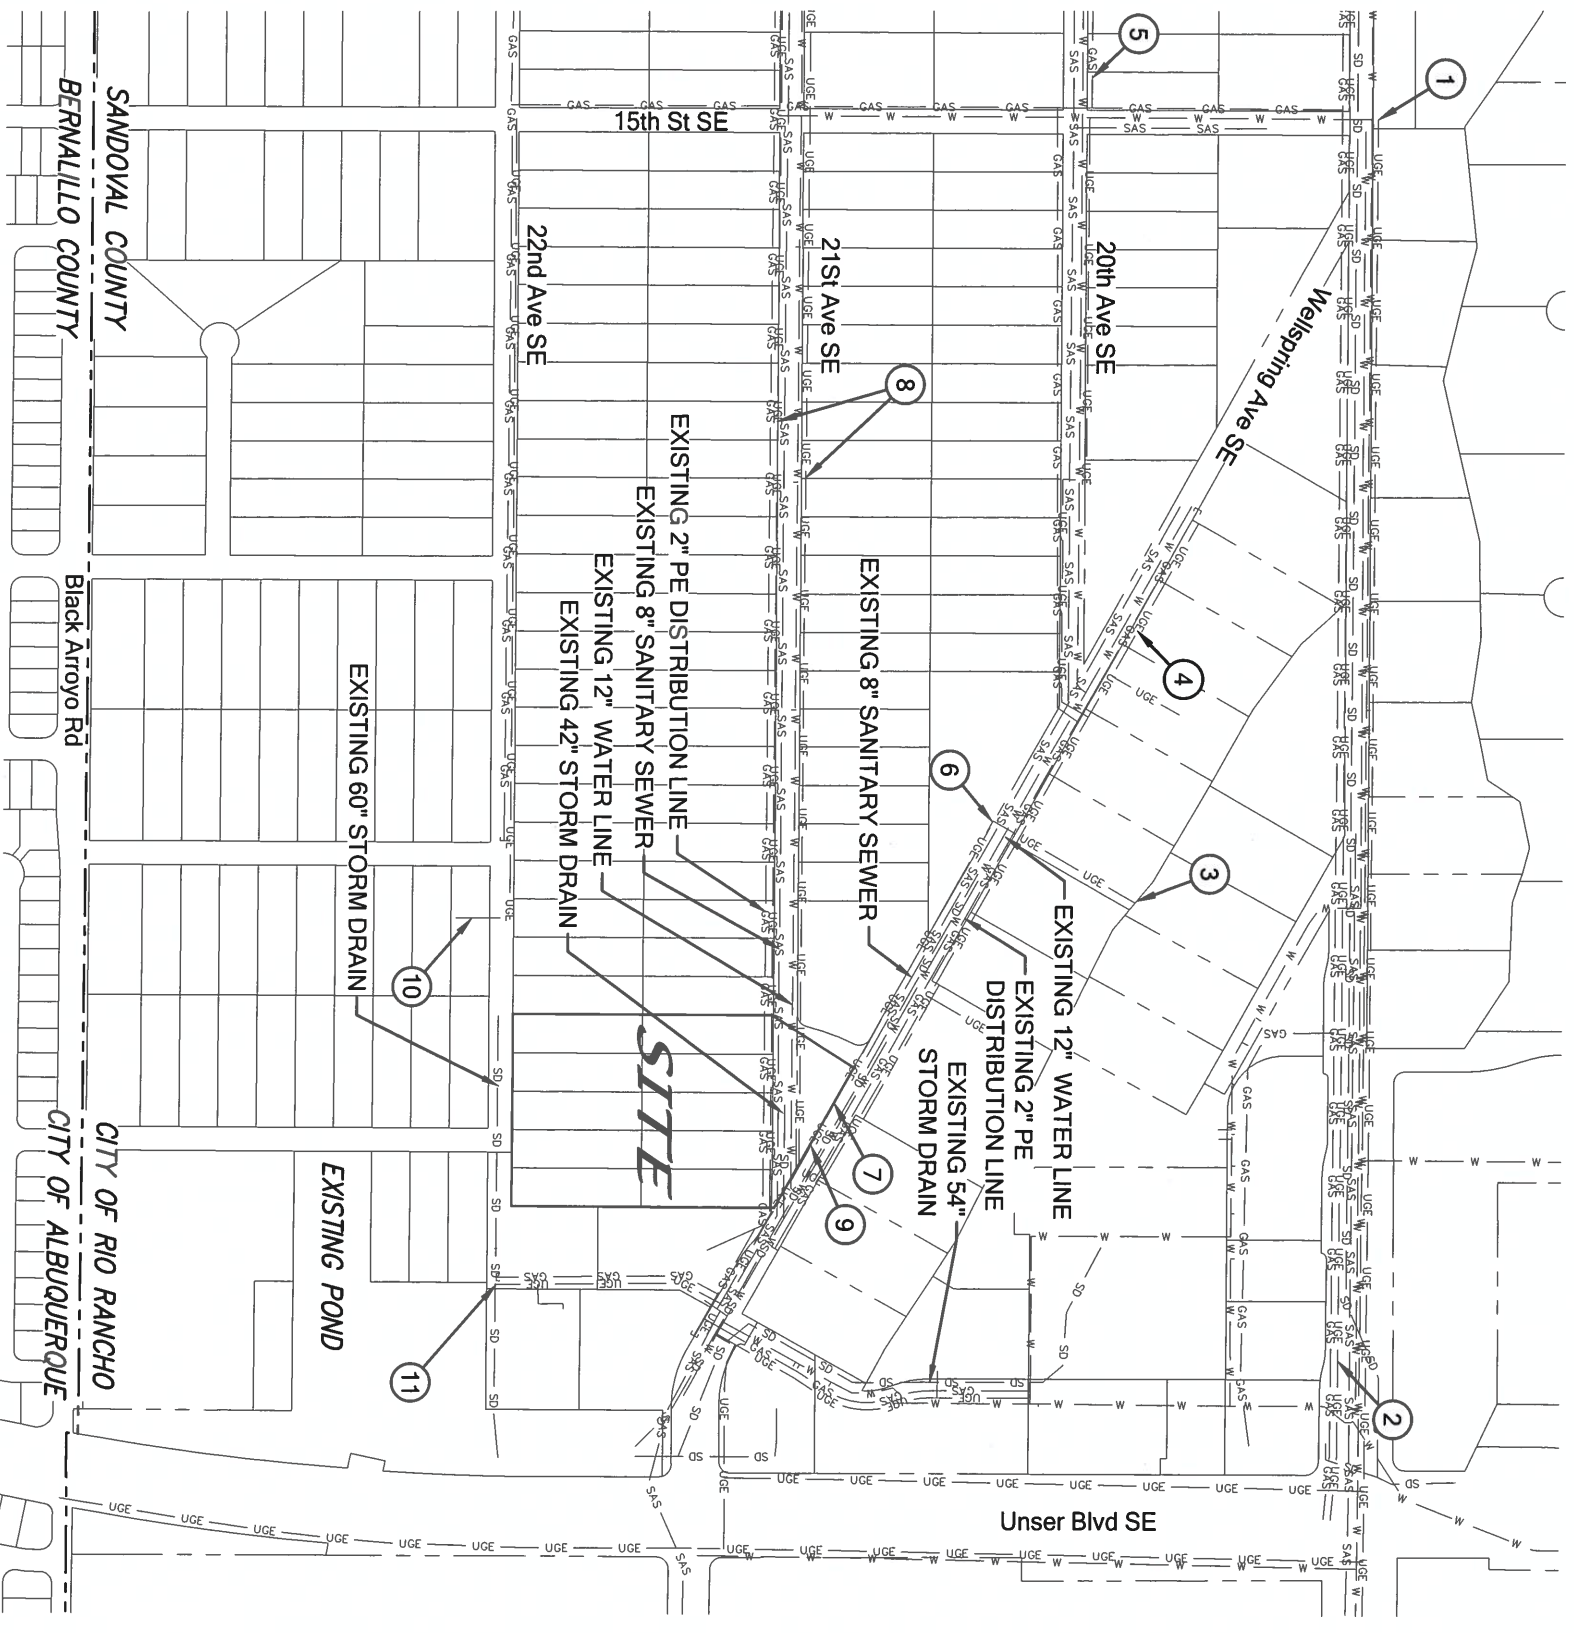 1
2
3
4
5
6
7
8
9
10
11
15th St SE
Unser Blvd SE
Wellspring Ave SE
20th Ave SE
21St Ave SE
22nd Ave SE
Black Arroyo Rd
SANDOVAL COUNTY
BERNALILLO COUNTY
CITY OF RIO RANCHO
CITY OF ALBUQUERQUE
EXISTING 12" WATER LINE
EXISTING 2" PE
DISTRIBUTION LINE
EXISTING 54"
STORM DRAIN
EXISTING 8" SANITARY SEWER
EXISTING 2" PE DISTRIBUTION LINE
EXISTING 8" SANITARY SEWER
EXISTING 12" WATER LINE
EXISTING 42" STORM DRAIN
EXISTING 60" STORM DRAIN
EXISTING POND
SITE
GAS
UGE
SAS
SD
W